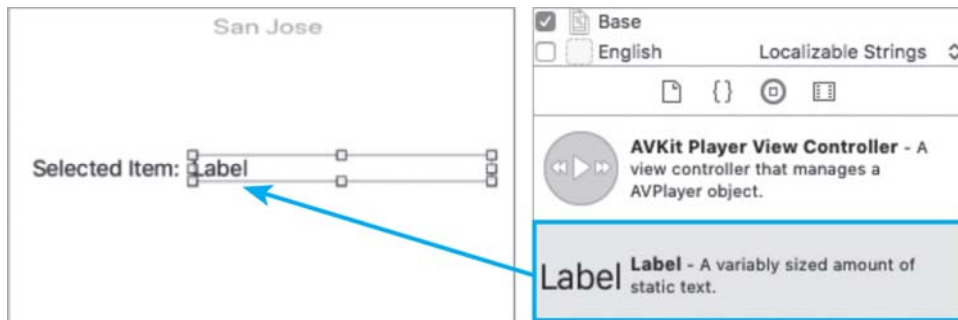 San Jose
Selected Item: Label
Base
English Localizable Strings
{}
AVKit Player View Controller - A
view controller that manages a
AVPlayer object.
Label Label - A variably sized amount of
static text.